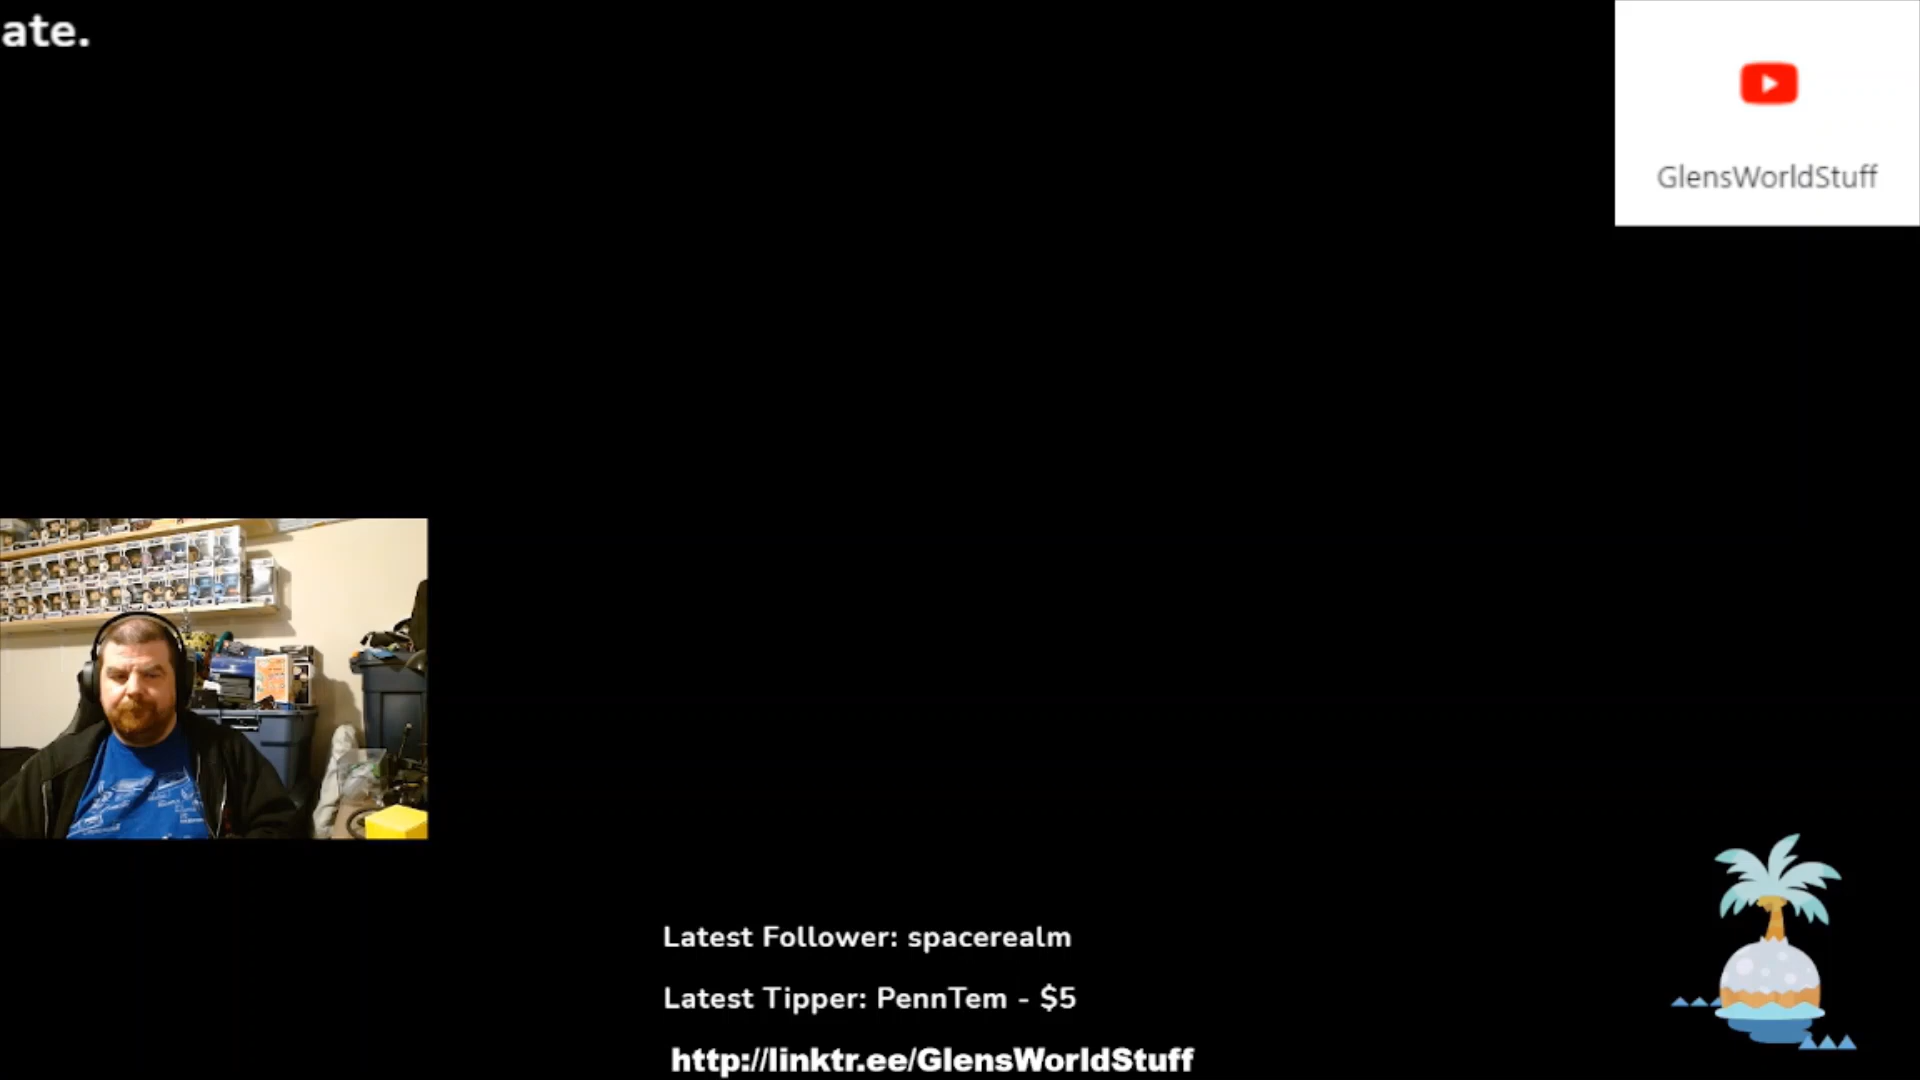 ate.
GlensWorldStuff
Latest Follower: spacerealm
Latest Tipper: PennTem - $5
http://linktr.ee/GlensWorldStuff